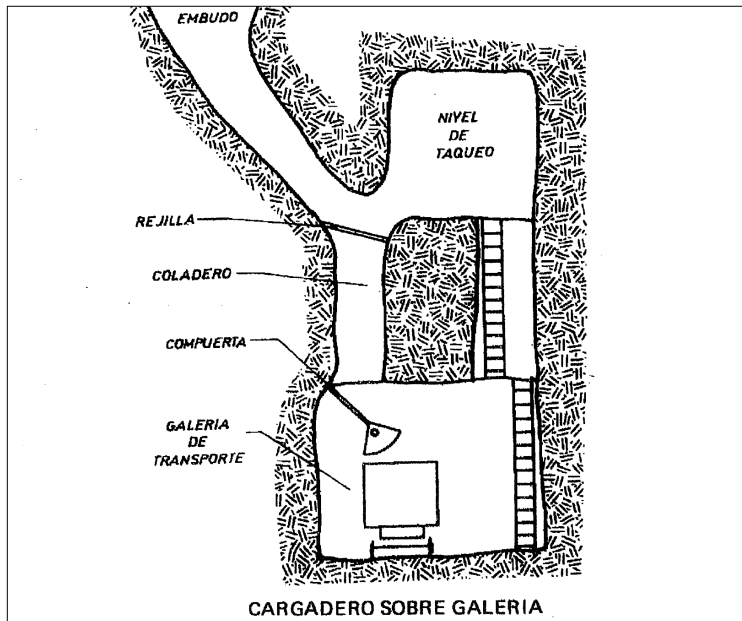 EMBUDO
NIVEL
DE
TAQUEO
REJILLA
COLADERO
COMPUERTA
GALERIA
DE
TRANSPORTE
CARGADERO SOBRE GALERIA